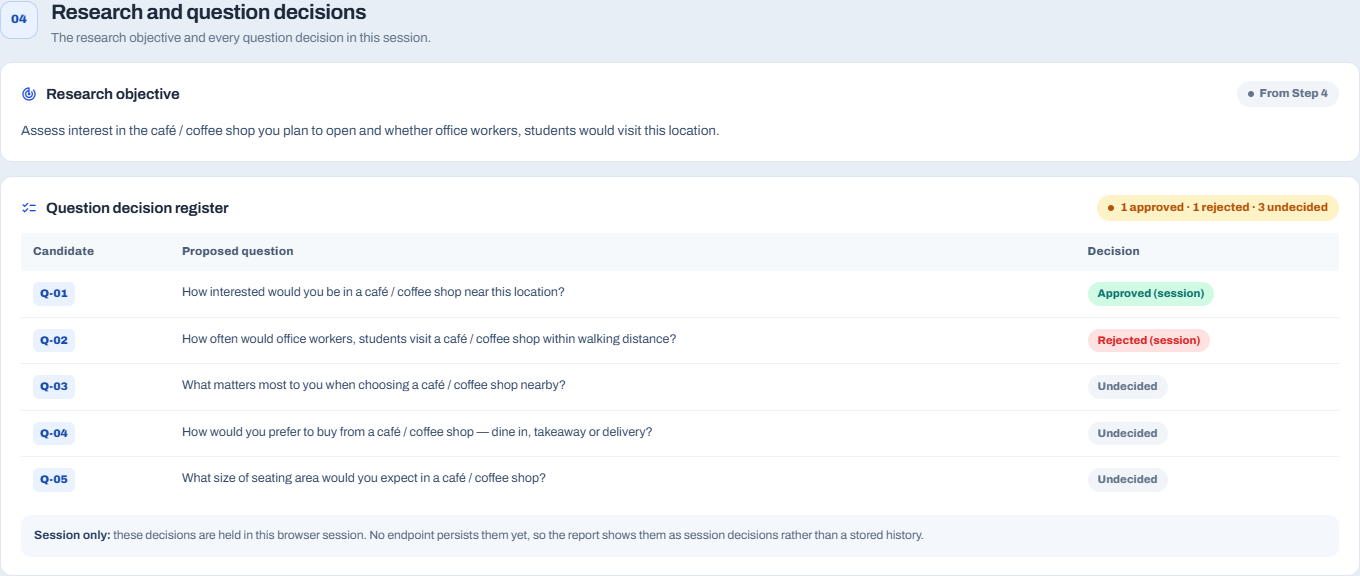 04
Research and question decisions
The research objective and every question decision in this session.
Research objective
From Step 4
Assess interest in the café / coffee shop you plan to open and whether office workers, students would visit this location.
Question decision register
1 approved · 1 rejected · 3 undecided
Candidate Proposed question Decision
Q-01 How interested would you be in a café / coffee shop near this location? Approved (session)
Q-02 How often would office workers, students visit a café / coffee shop within walking distance? Rejected (session)
Q-03 What matters most to you when choosing a café / coffee shop nearby? Undecided
Q-04 How would you prefer to buy from a café / coffee shop — dine in, takeaway or delivery? Undecided
Q-05 What size of seating area would you expect in a café / coffee shop? Undecided
Session only: these decisions are held in this browser session. No endpoint persists them yet, so the report shows them as session decisions rather than a stored history.